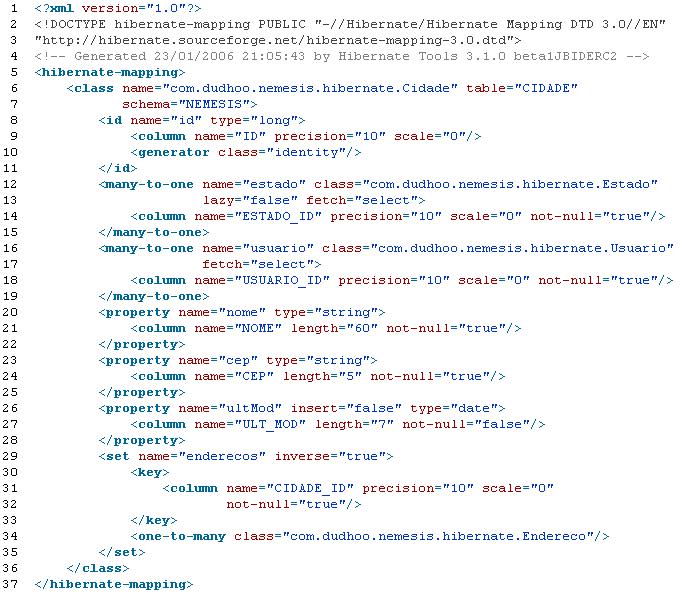 1 <?xml version="1.0"?>
2 <!DOCTYPE hibernate-mapping PUBLIC "-//Hibernate/Hibernate Mapping DTD 3.0//EN"
3 "http://hibernate.sourceforge.net/hibernate-mapping-3.0.dtd">
4 <!-- Generated 23/01/2006 21:05:43 by Hibernate Tools 3.1.0 beta1JBIDERC2 -->
5 <hibernate-mapping>
6     <class name="com.dudhoo.nemesis.hibernate.Cidade" table="CIDADE"
7            schema="NEMESIS">
8         <id name="id" type="long">
9             <column name="ID" precision="10" scale="0"/>
10             <generator class="identity"/>
11         </id>
12         <many-to-one name="estado" class="com.dudhoo.nemesis.hibernate.Estado"
13                      lazy="false" fetch="select">
14             <column name="ESTADO_ID" precision="10" scale="0" not-null="true"/>
15         </many-to-one>
16         <many-to-one name="usuario" class="com.dudhoo.nemesis.hibernate.Usuario"
17                      fetch="select">
18             <column name="USUARIO_ID" precision="10" scale="0" not-null="true"/>
19         </many-to-one>
20         <property name="nome" type="string">
21             <column name="NOME" length="60" not-null="true"/>
22         </property>
23         <property name="cep" type="string">
24             <column name="CEP" length="5" not-null="true"/>
25         </property>
26         <property name="ultMod" insert="false" type="date">
27             <column name="ULT_MOD" length="7" not-null="false"/>
28         </property>
29         <set name="enderecos" inverse="true">
30             <key>
31                 <column name="CIDADE_ID" precision="10" scale="0"
32                         not-null="true"/>
33             </key>
34             <one-to-many class="com.dudhoo.nemesis.hibernate.Endereco"/>
35         </set>
36     </class>
37 </hibernate-mapping>